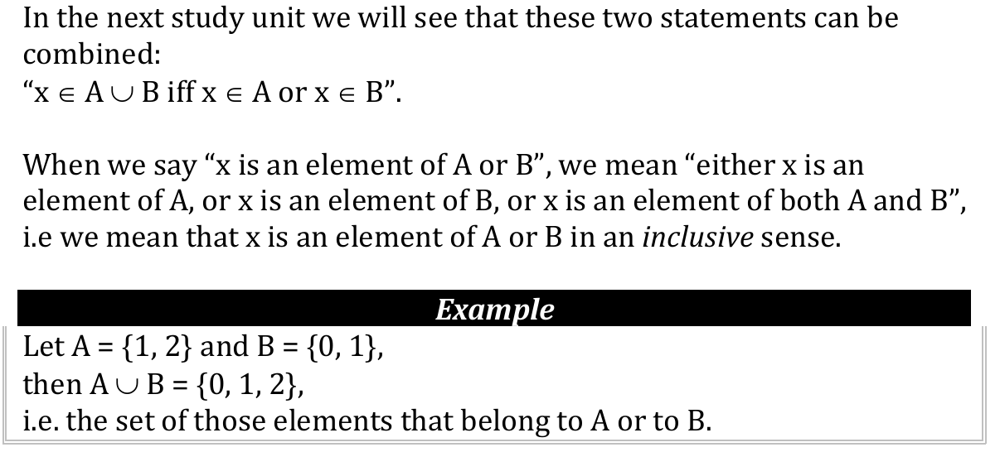 In the next study unit we will see that these two statements can be
combined:
“x ∈ A ∪ B iff x ∈ A or x ∈ B”.
When we say “x is an element of A or B”, we mean “either x is an
element of A, or x is an element of B, or x is an element of both A and B”,
i.e we mean that x is an element of A or B in an inclusive sense.
Example
Let A = {1, 2} and B = {0, 1},
then A ∪ B = {0, 1, 2},
i.e. the set of those elements that belong to A or to B.